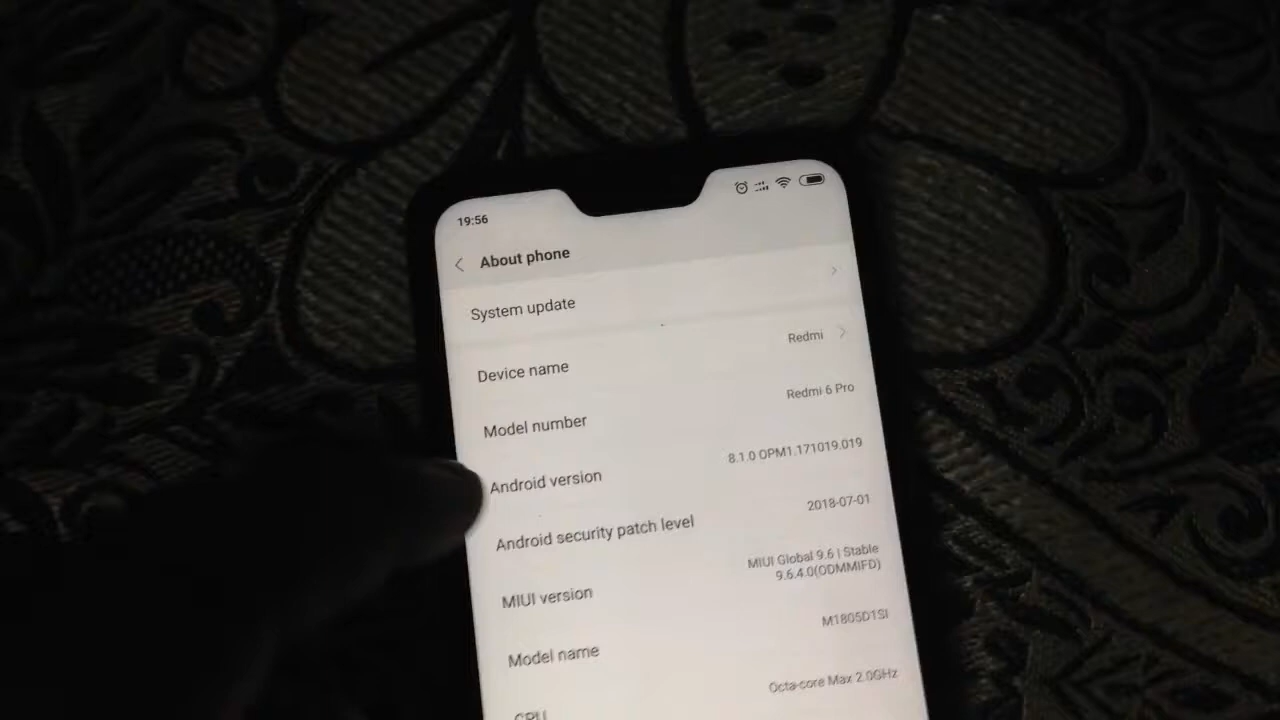 19:56
About phone
System update
Device name
Redmi
Model number
Redmi 6 Pro
Android version
8.1.0 OPM1.171019.019
Android security patch level
2018-07-01
MIUI version
MIUI Global 9.6 | Stable
9.6.4.0(ODMMIFD)
Model name
M1805D1SI
CPU
Octa-core Max 2.0GHz